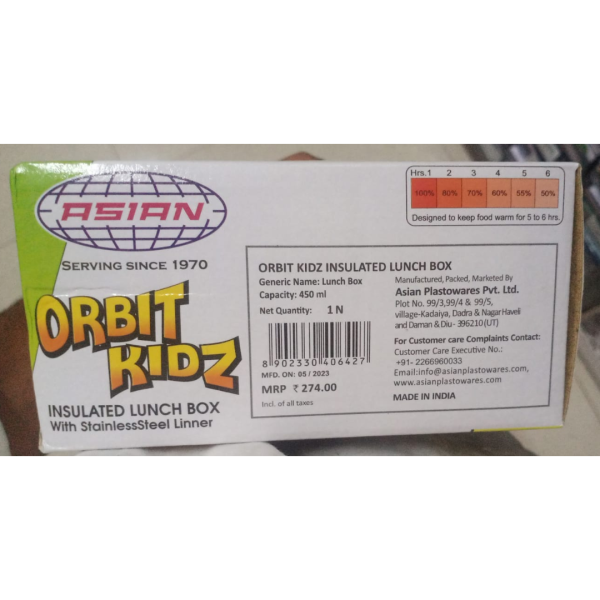 ASIAN
SERVING SINCE 1970
ORBIT
KIDZ
INSULATED LUNCH BOX
With StainlessSteel Linner
Hrs.1 2 3 4 5 6
100% 80% 70% 60% 55% 50%
Designed to keep food warm for 5 to 6 hrs.
ORBIT KIDZ INSULATED LUNCH BOX
Generic Name: Lunch Box
Capacity: 450 ml
Net Quantity: 1 N
8 902330 406427
MFD. ON: 05 / 2023
MRP ₹ 274.00
Incl. of all taxes
Manufactured, Packed, Marketed By
Asian Plastowares Pvt. Ltd.
Plot No. 99/3,99/4 & 99/5,
village-Kadaiya, Dadra & Nagar Haveli
and Daman & Diu- 396210 (UT)
For Customer care Complaints Contact:
Customer Care Executive No.:
+91- 2266960033
Email:info@asianplastowares.com,
www.asianplastowares.com
MADE IN INDIA